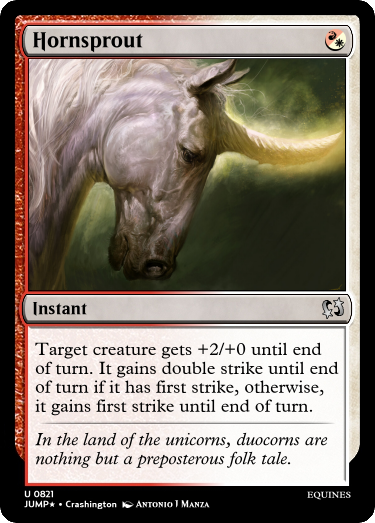 Hornsprout
Instant
Target creature gets +2/+0 until end
of turn. It gains double strike until end
of turn if it has first strike, otherwise,
it gains first strike until end of turn.
In the land of the unicorns, duocorns are
nothing but a preposterous folk tale.
U 0821
EQUINES
JUMP★ • Crashington Antonio J Manza